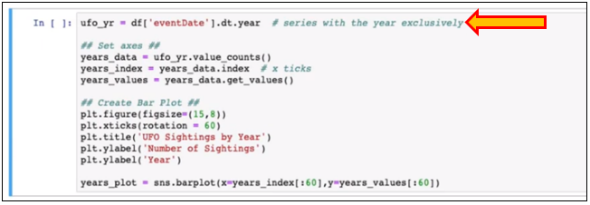 In [ ]: ufo_yr = df['eventDate'].dt.year # series with the year exclusively
## Set axes ##
years_data = ufo_yr.value_counts()
years_index = years_data.index # x ticks
years_values = years_data.get_values()
## Create Bar Plot ##
plt.figure(figsize=(15,8))
plt.xticks(rotation = 60)
plt.title('UFO Sightings by Year')
plt.ylabel('Number of Sightings')
plt.ylabel('Year')
years_plot = sns.barplot(x=years_index[:60],y=years_values[:60])